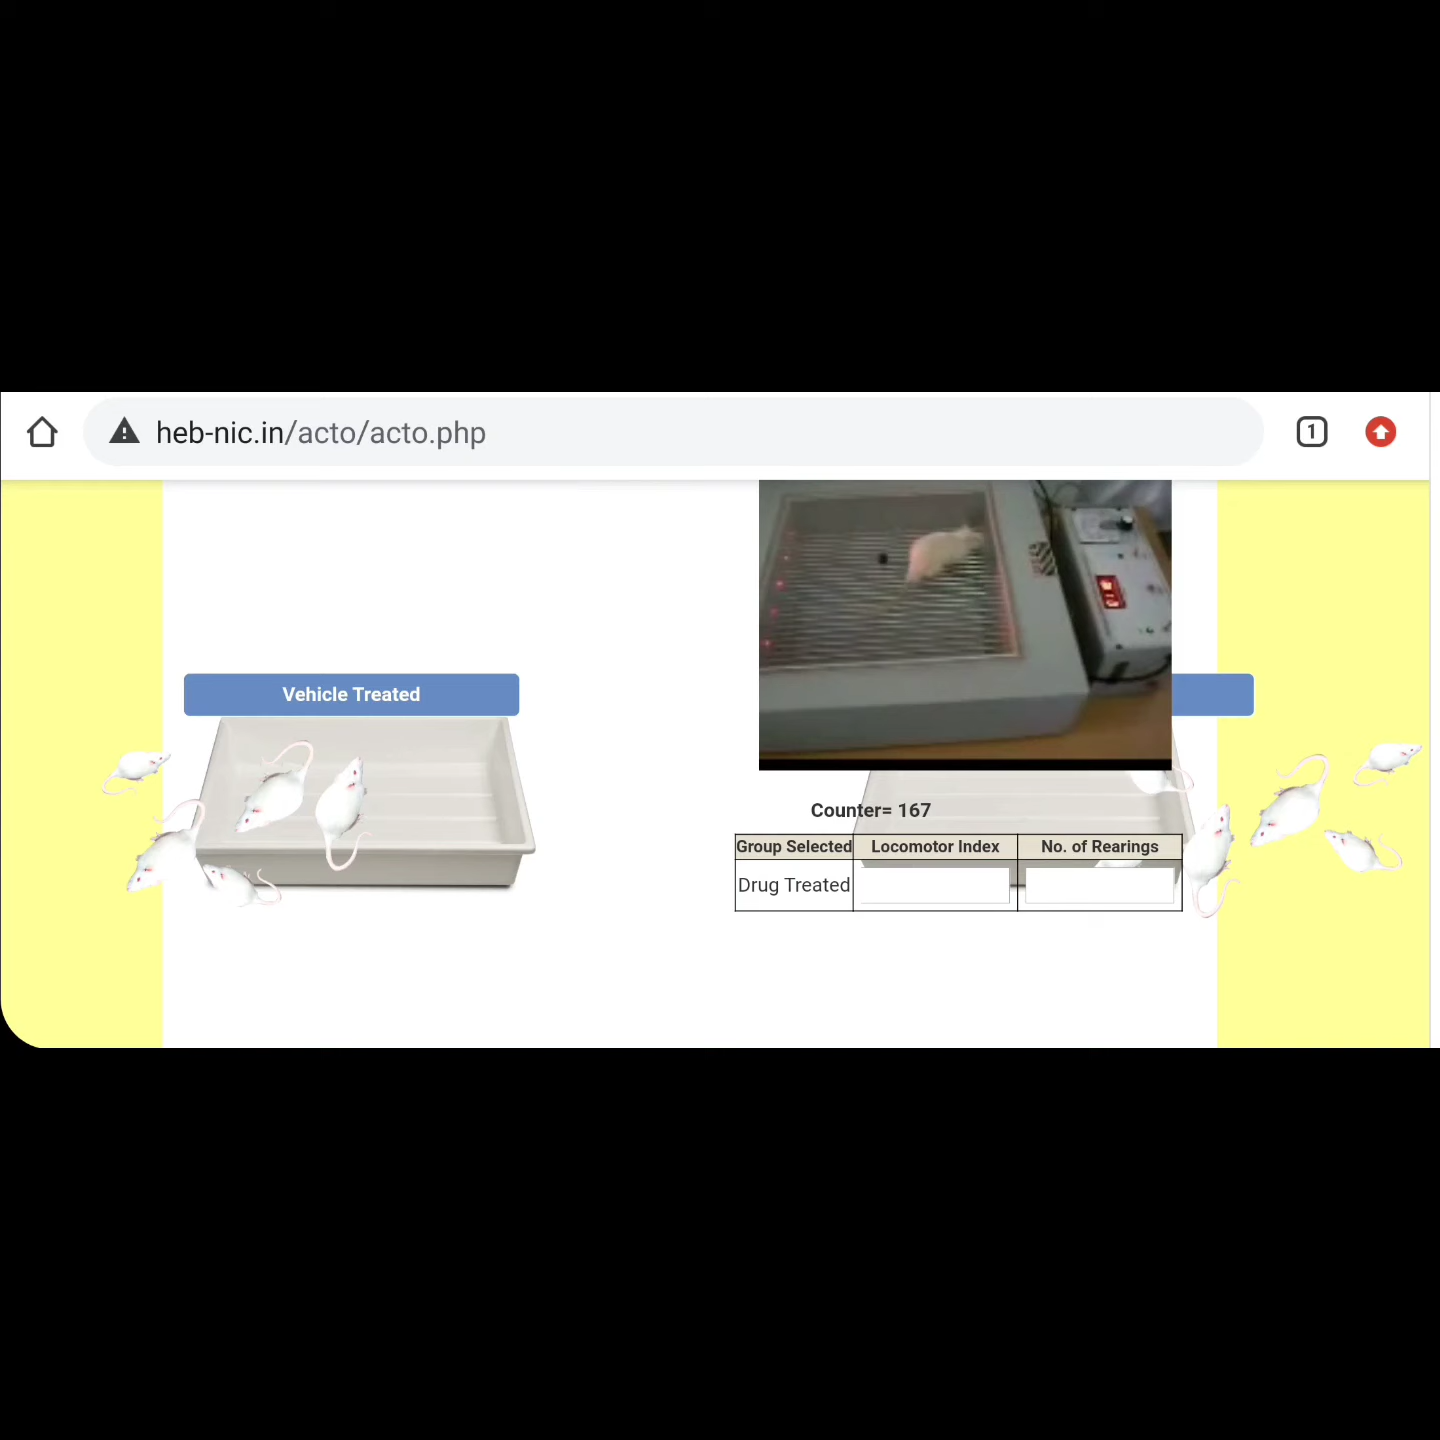 1
heb-nic.in/acto/acto.php
Vehicle Treated
Counter= 167
Group Selected Locomotor Index No. of Rearings
Drug Treated